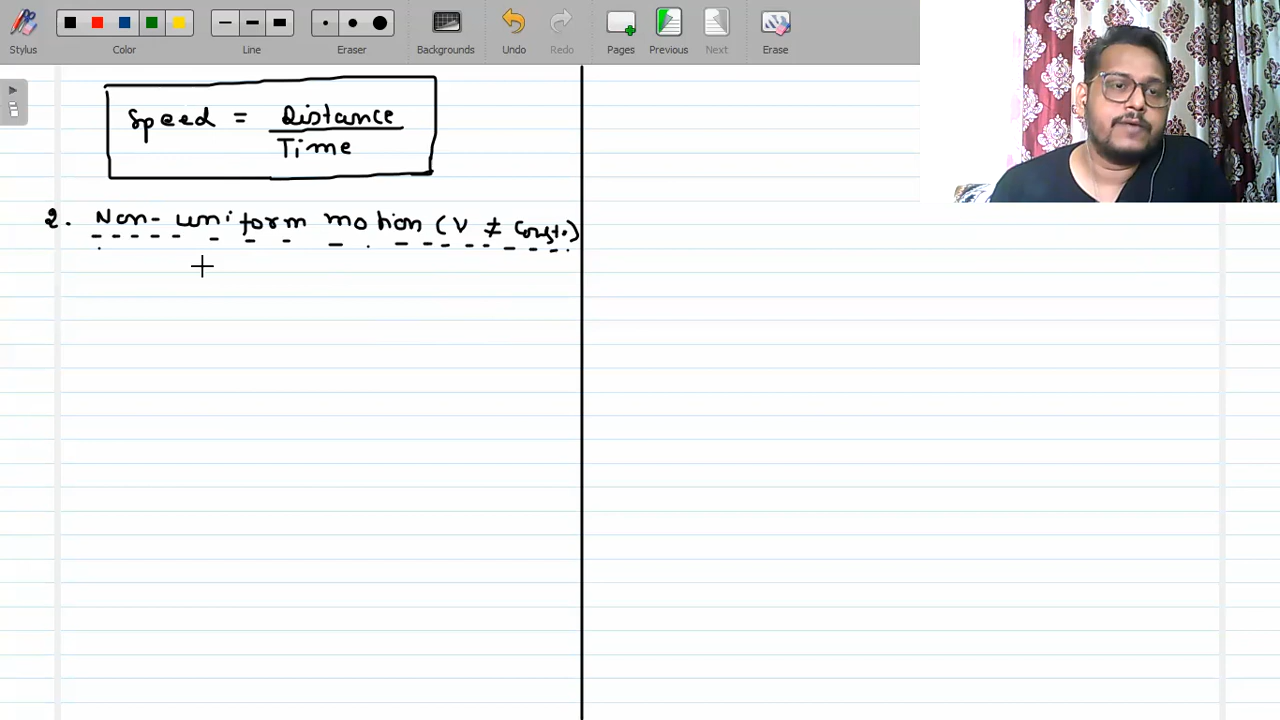 Stylus Color Line Eraser Backgrounds Undo Redo Pages Previous Next Erase
Speed = Distance
Time
2. Non-uniform motion (V ≠ Const.)